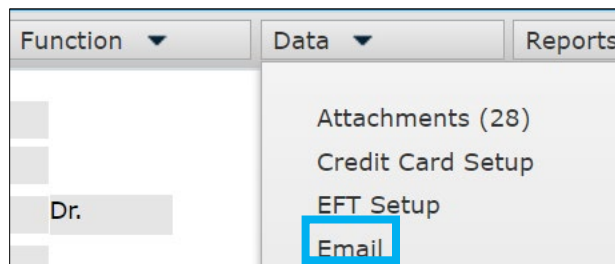 Function Data Reports
Attachments (28)
Credit Card Setup
EFT Setup
Dr.
Email